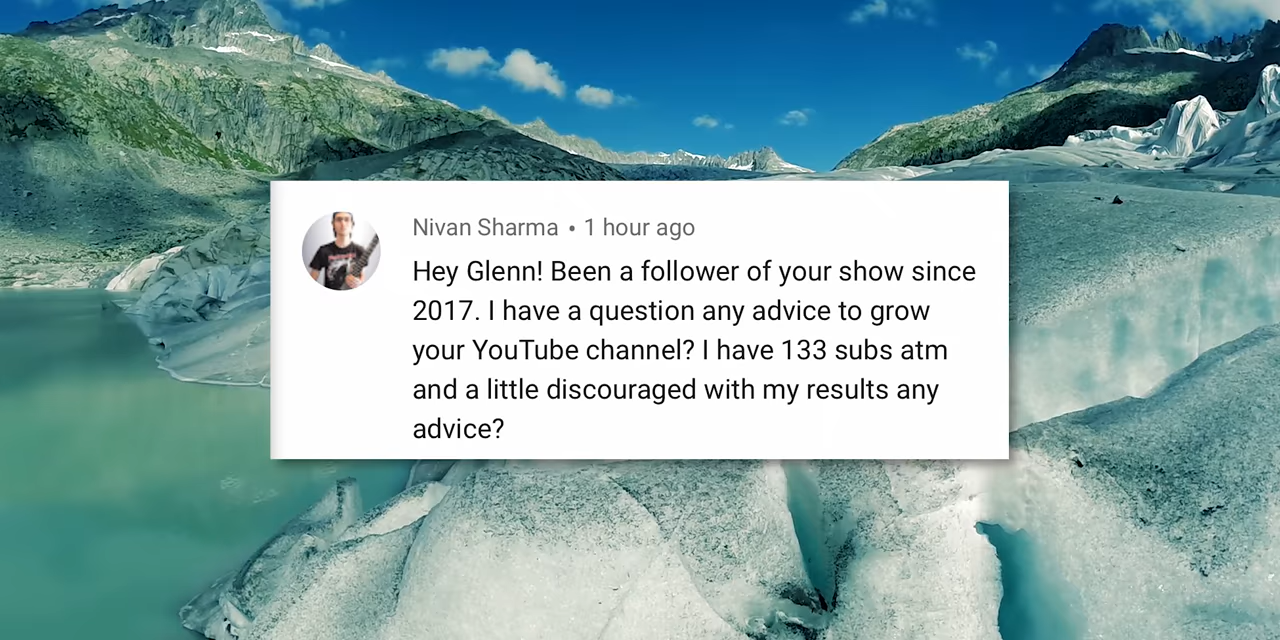 Nivan Sharma • 1 hour ago
Hey Glenn! Been a follower of your show since
2017. I have a question any advice to grow
your YouTube channel? I have 133 subs atm
and a little discouraged with my results any
advice?